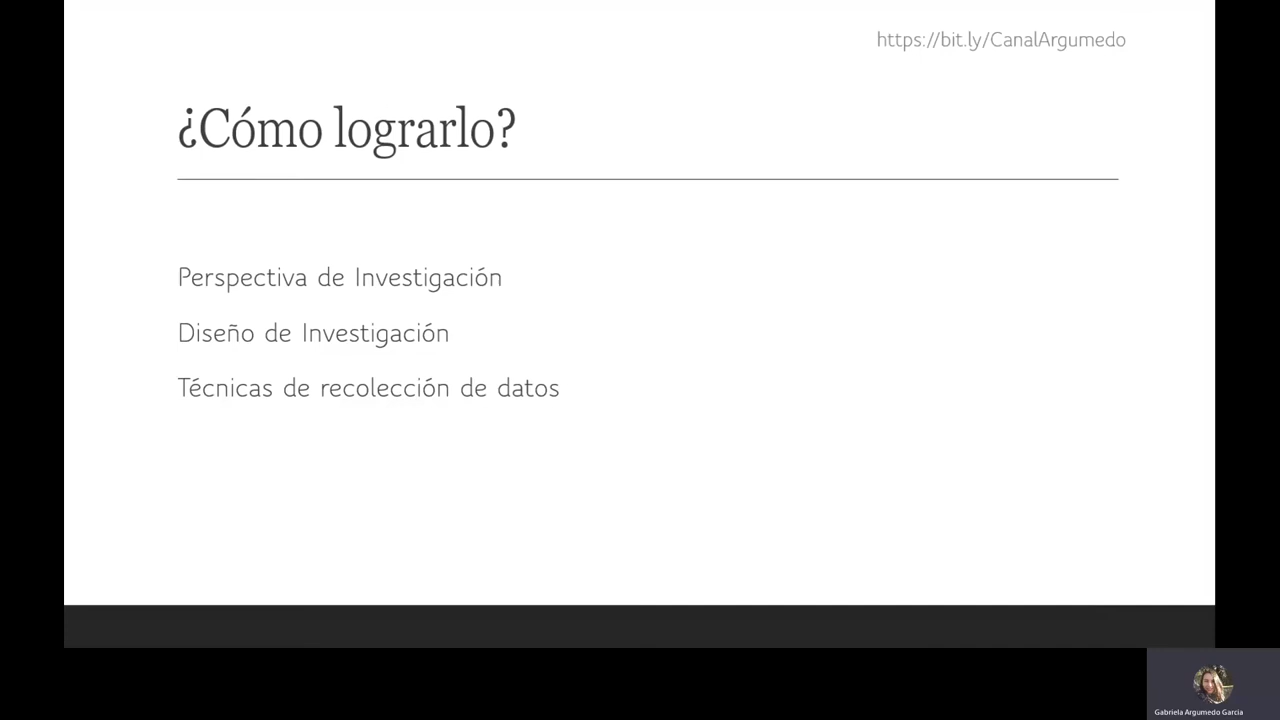 https://bit.ly/CanalArgumedo
¿Cómo lograrlo?
Perspectiva de Investigación
Diseño de Investigación
Técnicas de recolección de datos
Gabriela Argumedo Garcia